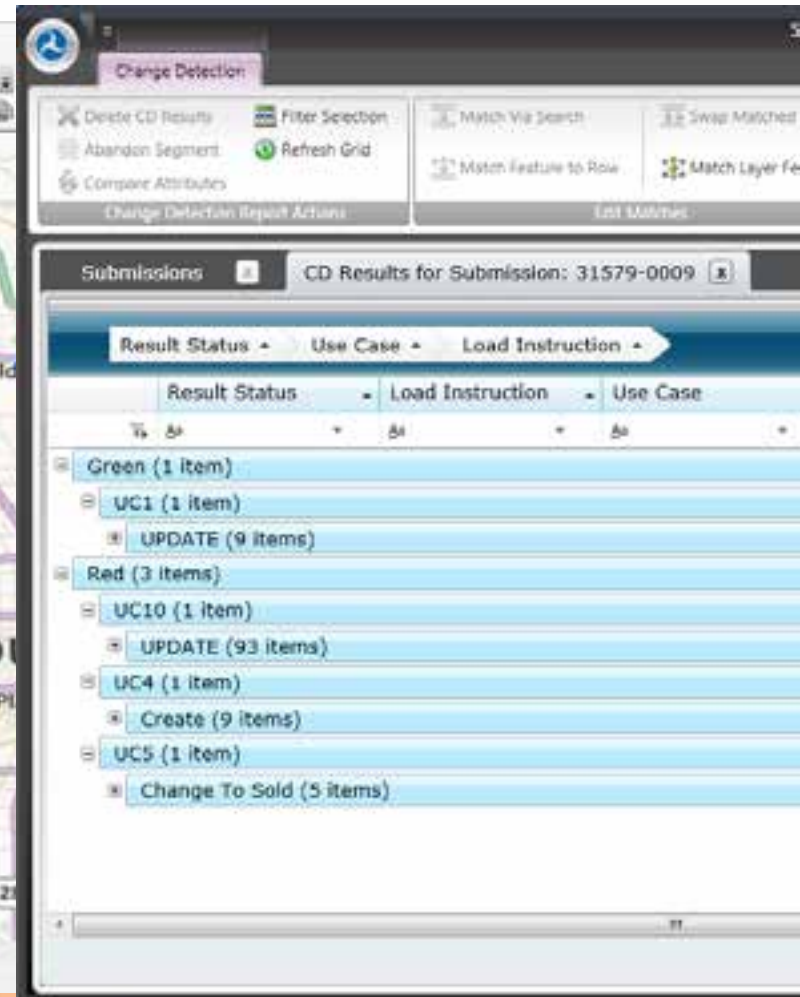 Change Detection
Delete CD Results
Filter Selection
Match Via Search
Swap Matched
Abandon Segment
Refresh Grid
Match Feature to Row
Match Layer Fe
Compare Attributes
Change Detection Report Actions
Edit Matches
Submissions
CD Results for Submission: 31579-0009
Result Status
Use Case
Load Instruction
Result Status
Load Instruction
Use Case
Green (1 item)
UC1 (1 item)
UPDATE (9 items)
Red (3 items)
UC10 (1 item)
UPDATE (93 items)
UC4 (1 item)
Create (9 items)
UC5 (1 item)
Change To Sold (5 items)